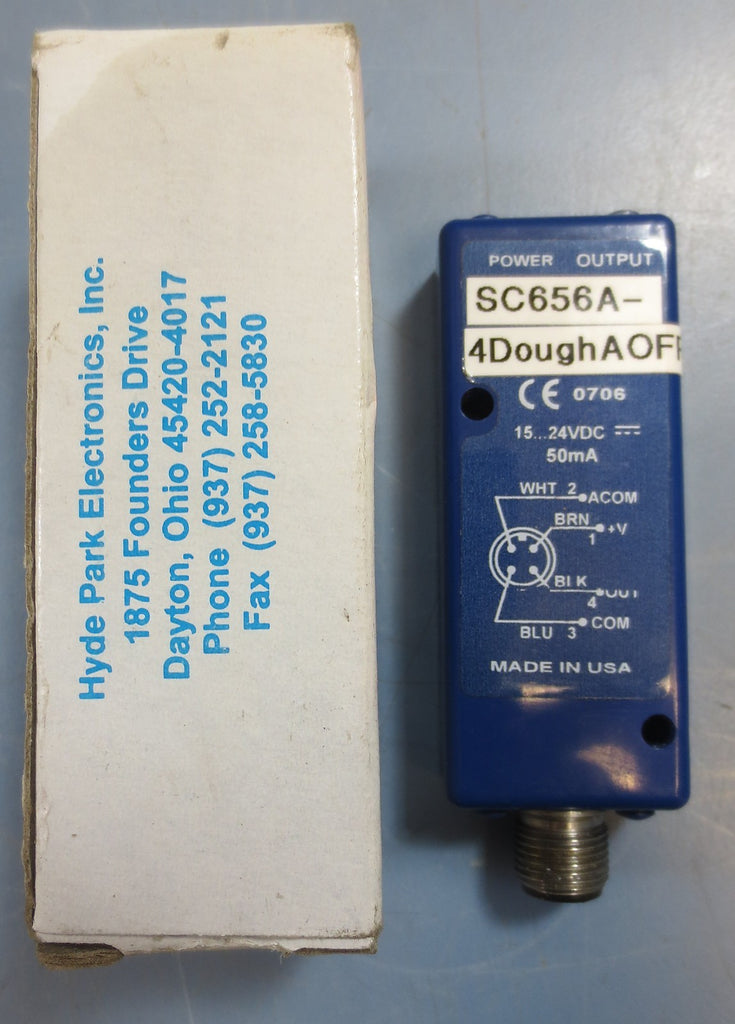 Hyde Park Electronics, Inc.
1875 Founders Drive
Dayton, Ohio 45420-4017
Phone (937) 252-2121
Fax (937) 258-5830
POWER OUTPUT
SC656A-
4DoughAOF
CE 0706
15...24VDC
50mA
WHT 2 ACOM
BRN
1 +V
BLK
4 OUT
COM
BLU 3
MADE IN USA